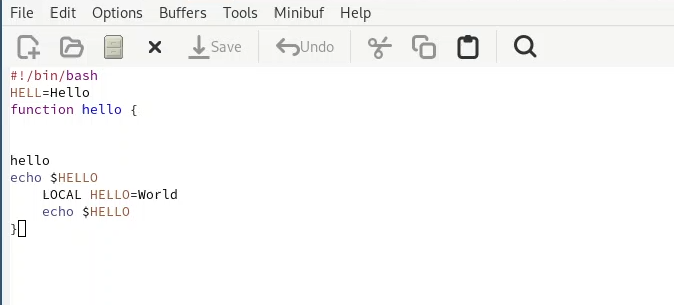 File Edit Options Buffers Tools Minibuf Help
Save Undo
#!/bin/bash
HELL=Hello
function hello {
hello
echo $HELLO
LOCAL HELLO=World
echo $HELLO
}